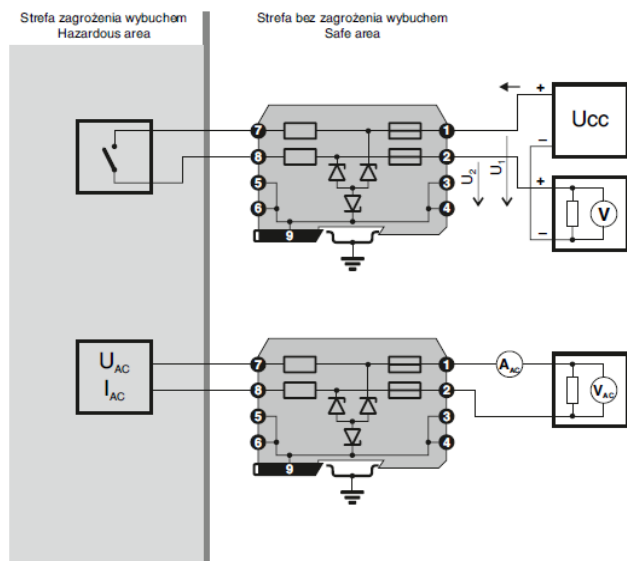 Strefa zagrożenia wybuchem
Hazardous area
Strefa bez zagrożenia wybuchem
Safe area
+
Ucc
−
7
1
8
2
5
3
6
4
9
U2
U1
+
V
−
UAC
IAC
7
1
AAC
8
2
VAC
5
3
6
4
9